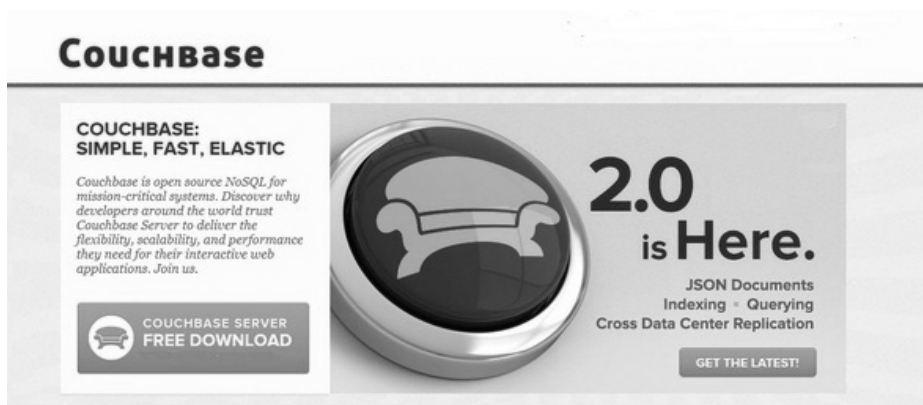 COUCHBASE
COUCHBASE:
SIMPLE, FAST, ELASTIC
Couchbase is open source NoSQL for
mission-critical systems. Discover why
developers around the world trust
Couchbase Server to deliver the
flexibility, scalability, and performance
they need for their interactive web
applications. Join us.
COUCHBASE SERVER
FREE DOWNLOAD
2.0
is Here.
JSON Documents
Indexing • Querying
Cross Data Center Replication
GET THE LATEST!